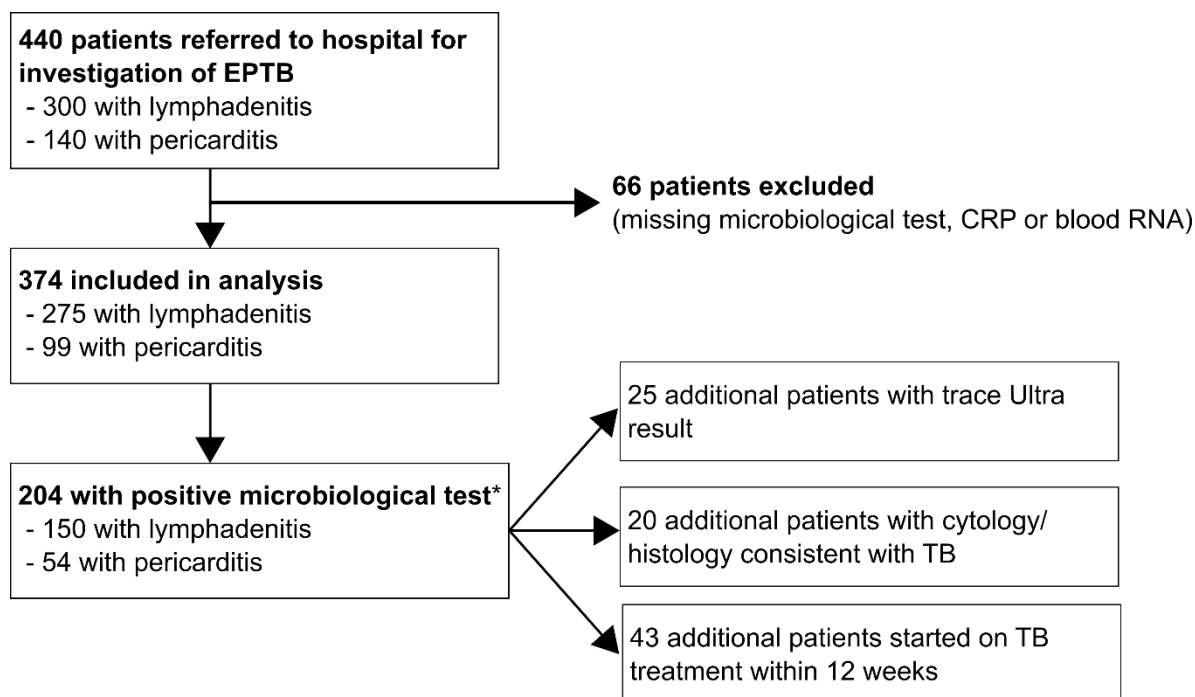 440 patients referred to hospital for
investigation of EPTB
- 300 with lymphadenitis
- 140 with pericarditis
66 patients excluded
(missing microbiological test, CRP or blood RNA)
374 included in analysis
- 275 with lymphadenitis
- 99 with pericarditis
204 with positive microbiological test*
- 150 with lymphadenitis
- 54 with pericarditis
25 additional patients with trace Ultra
result
20 additional patients with cytology/
histology consistent with TB
43 additional patients started on TB
treatment within 12 weeks